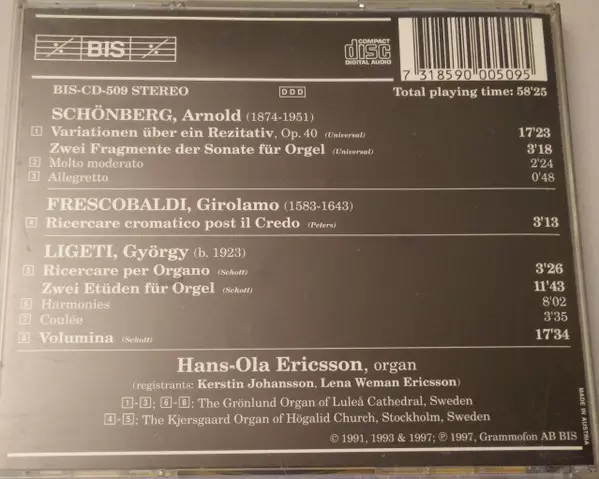 BIS
COMPACT
disc
DIGITAL AUDIO
7 318590 005095
BIS-CD-509 STEREO DDD Total playing time: 58'25
SCHÖNBERG, Arnold (1874-1951)
1 Variationen über ein Rezitativ, Op. 40 (Universal) 17'23
Zwei Fragmente der Sonate für Orgel (Universal) 3'18
2 Molto moderato 2'24
3 Allegretto 0'48
FRESCOBALDI, Girolamo (1583-1643)
4 Ricercare cromatico post il Credo (Peters) 3'13
LIGETI, György (b. 1923)
5 Ricercare per Organo (Schott) 3'26
Zwei Etüden für Orgel (Schott) 11'43
6 Harmonies 8'02
7 Coulée 3'35
8 Volumina (Schott) 17'34
Hans-Ola Ericsson, organ
(registrants: Kerstin Johansson, Lena Weman Ericsson)
1-3; 6-8: The Grönlund Organ of Luleå Cathedral, Sweden
4-5: The Kjersgaard Organ of Högalid Church, Stockholm, Sweden
© 1991, 1993 & 1997; ℗ 1997, Grammofon AB BIS
MADE IN AUSTRIA